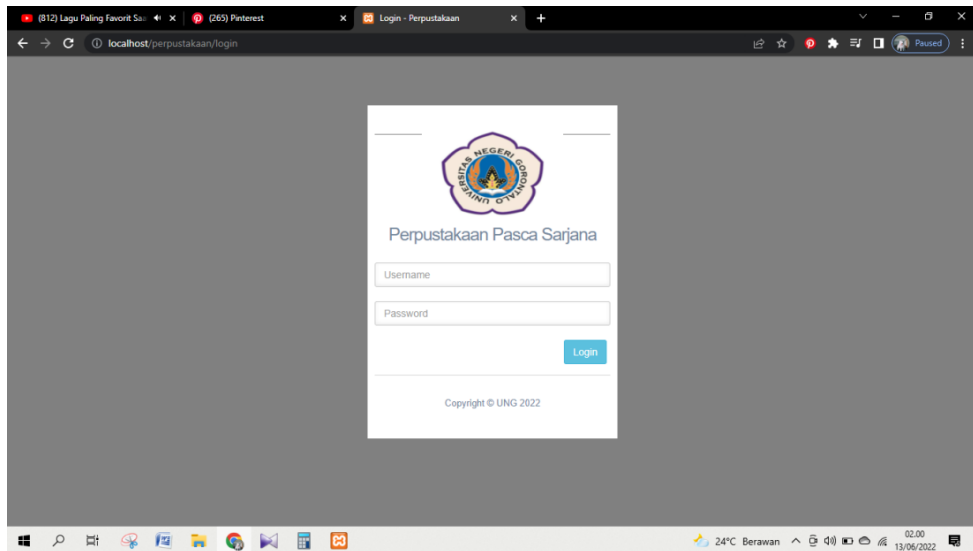 (812) Lagu Paling Favorit Saa
(265) Pinterest
Login - Perpustakaan
localhost/perpustakaan/login
Paused
UNIVERSITAS NEGERI GORONTALO
Perpustakaan Pasca Sarjana
Username
Password
Login
Copyright © UNG 2022
24°C Berawan
02.00
13/06/2022